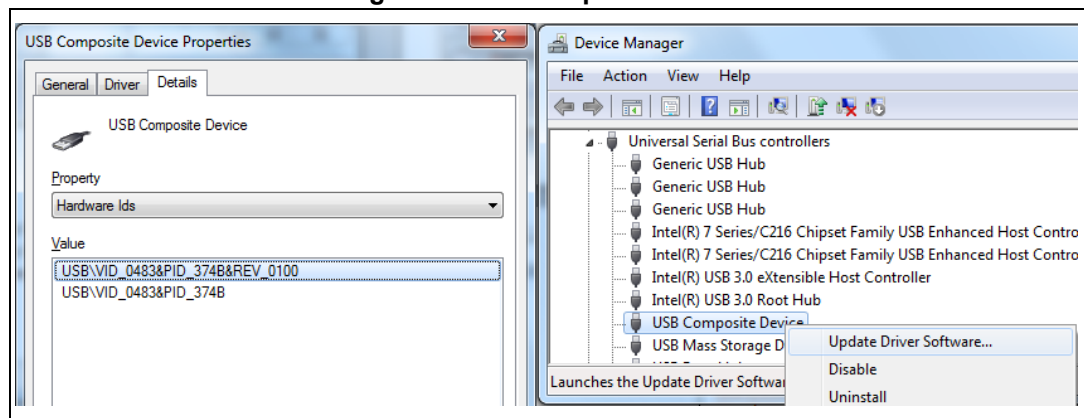 USB Composite Device Properties
General
Driver
Details
USB Composite Device
Property
Hardware Ids
Value
USB\VID_0483&PID_374B&REV_0100
USB\VID_0483&PID_374B
Device Manager
File Action View Help
Universal Serial Bus controllers
Generic USB Hub
Generic USB Hub
Generic USB Hub
Intel(R) 7 Series/C216 Chipset Family USB Enhanced Host Contro
Intel(R) 7 Series/C216 Chipset Family USB Enhanced Host Contro
Intel(R) USB 3.0 eXtensible Host Controller
Intel(R) USB 3.0 Root Hub
USB Composite Device
USB Mass Storage D
Launches the Update Driver Softwar
Update Driver Software...
Disable
Uninstall